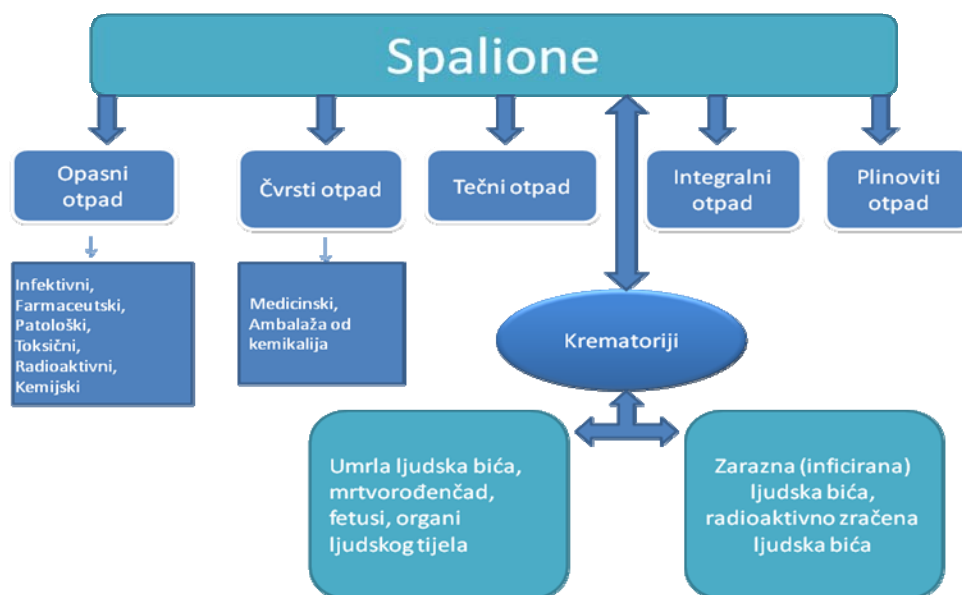 Spalione
Opasni
otpad
Čvrsti otpad
Tečni otpad
Integralni
otpad
Plinoviti
otpad
Infektivni,
Farmaceutski,
Patološki,
Toksični,
Radioaktivni,
Kemijski
Medicinski,
Ambalaža od
kemikalija
Krematoriji
Umrla ljudska bića,
mrtvorođenčad,
fetusi, organi
ljudskog tijela
Zarazna (inficirana)
ljudska bića,
radioaktivno zračena
ljudska bića